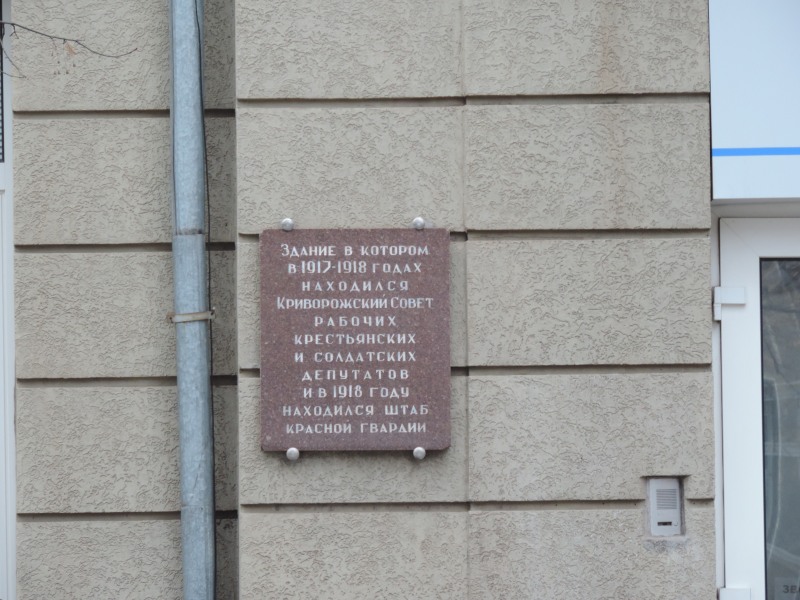 Здание в котором
в 1917-1918 годах
находился
Криворожский Совет
рабочих
крестьянских
и солдатских
депутатов
и в 1918 году
находился штаб
красной гвардии